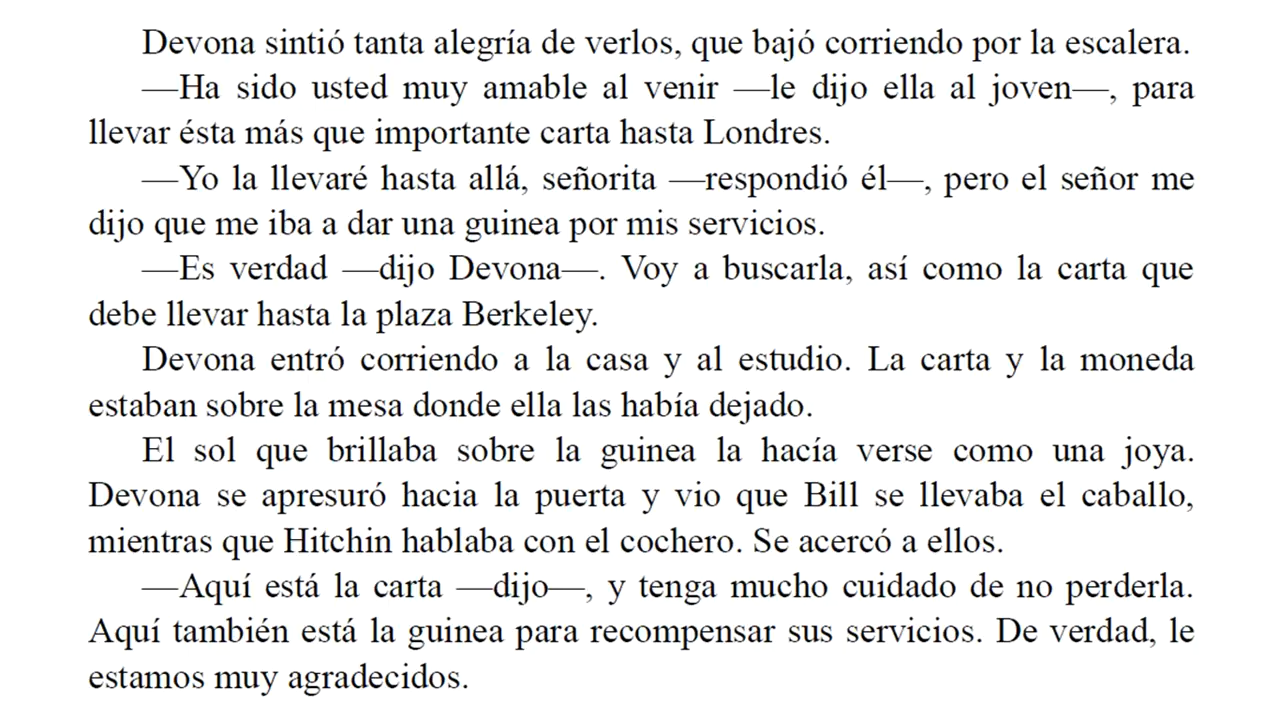 Devona sintió tanta alegría de verlos, que bajó corriendo por la escalera.
—Ha sido usted muy amable al venir —le dijo ella al joven—, para
llevar ésta más que importante carta hasta Londres.
—Yo la llevaré hasta allá, señorita —respondió él—, pero el señor me
dijo que me iba a dar una guinea por mis servicios.
—Es verdad —dijo Devona—. Voy a buscarla, así como la carta que
debe llevar hasta la plaza Berkeley.
Devona entró corriendo a la casa y al estudio. La carta y la moneda
estaban sobre la mesa donde ella las había dejado.
El sol que brillaba sobre la guinea la hacía verse como una joya.
Devona se apresuró hacia la puerta y vio que Bill se llevaba el caballo,
mientras que Hitchin hablaba con el cochero. Se acercó a ellos.
—Aquí está la carta —dijo—, y tenga mucho cuidado de no perderla.
Aquí también está la guinea para recompensar sus servicios. De verdad, le
estamos muy agradecidos.